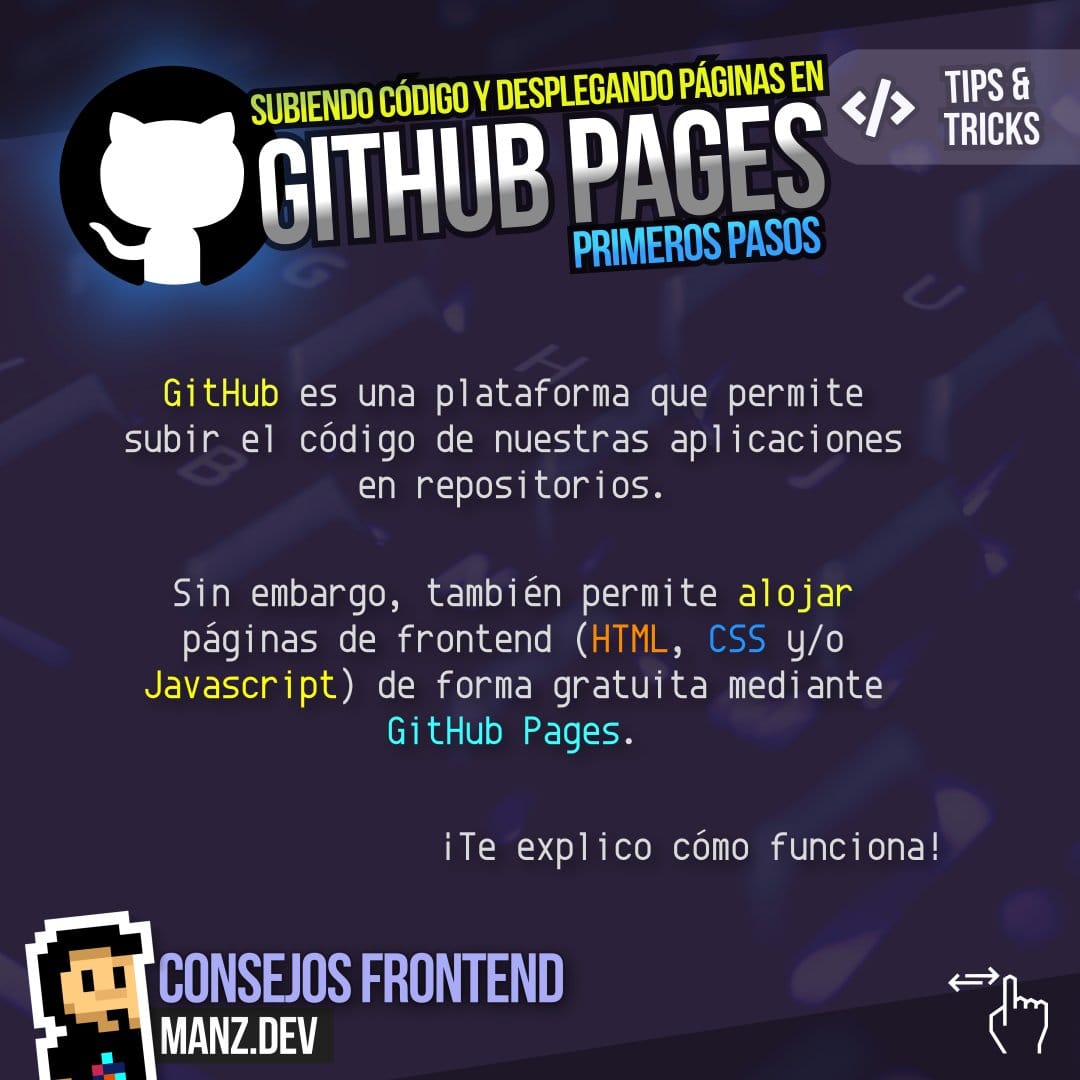 SUBIENDO CÓDIGO Y DESPLEGANDO PÁGINAS EN
GITHUB PAGES
PRIMEROS PASOS
</>
TIPS &
TRICKS
GitHub es una plataforma que permite
subir el código de nuestras aplicaciones
en repositorios.
Sin embargo, también permite alojar
páginas de frontend (HTML, CSS y/o
Javascript) de forma gratuita mediante
GitHub Pages.
¡Te explico cómo funciona!
CONSEJOS FRONTEND
MANZ.DEV